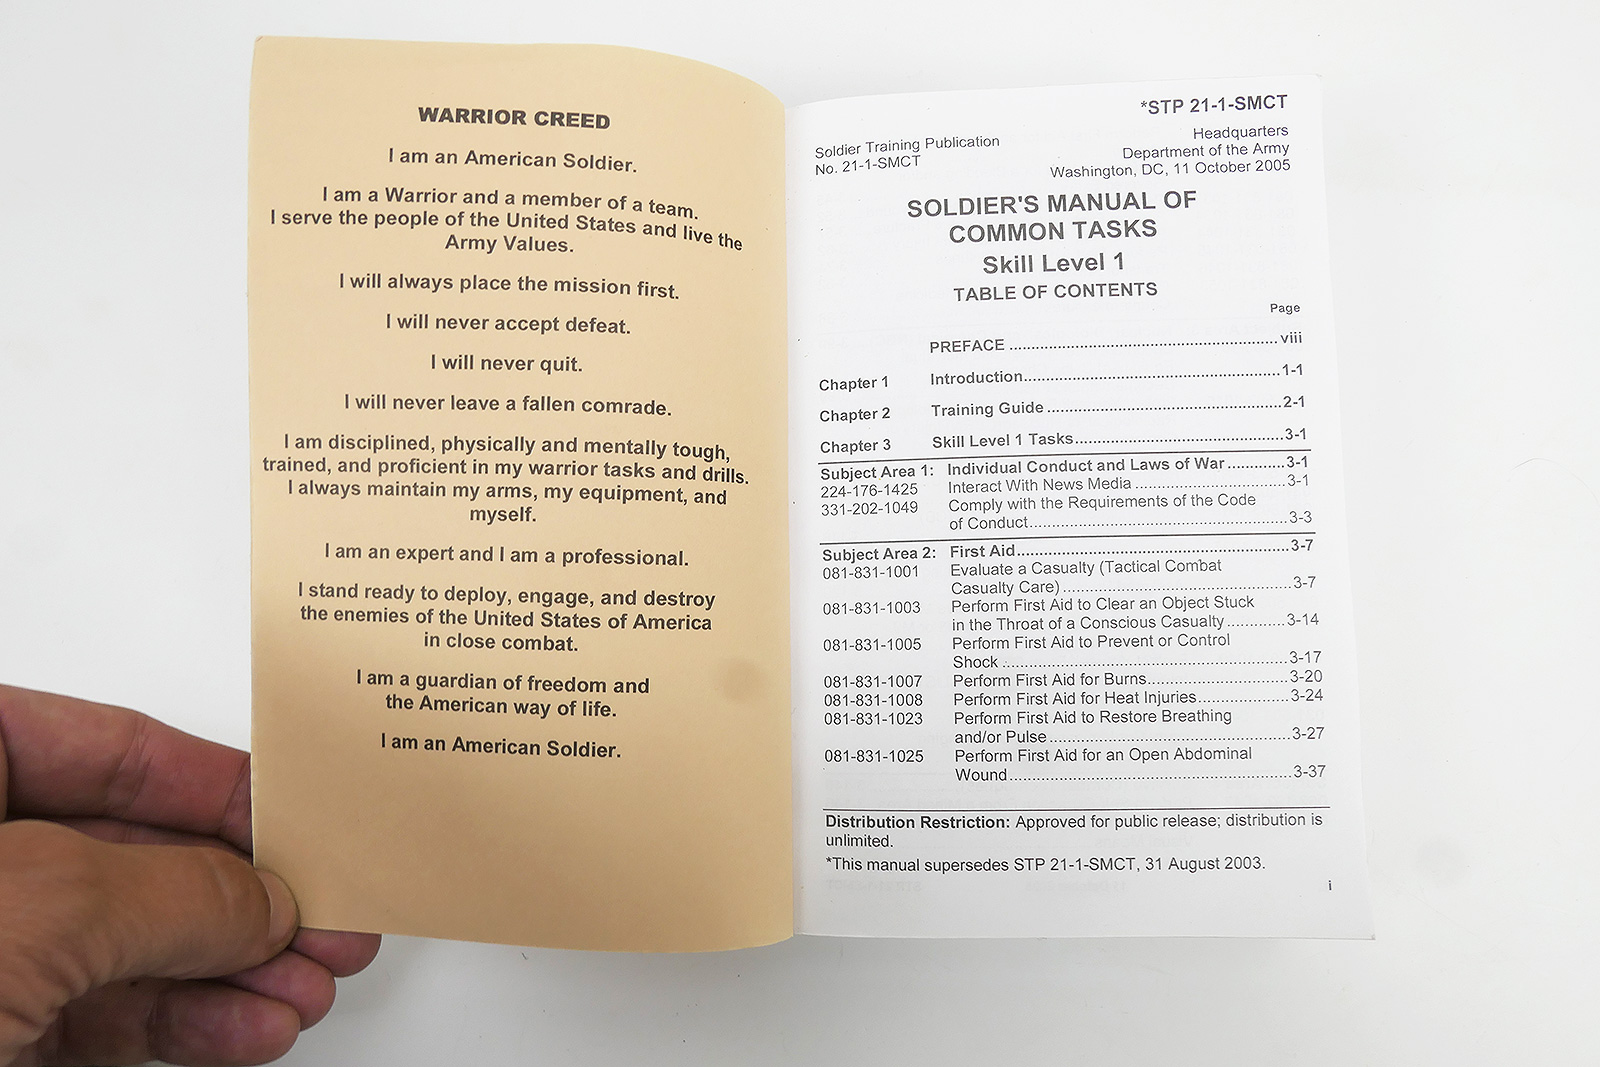 WARRIOR CREED
I am an American Soldier.
I am a Warrior and a member of a team.
I serve the people of the United States and live the
Army Values.
I will always place the mission first.
I will never accept defeat.
I will never quit.
I will never leave a fallen comrade.
I am disciplined, physically and mentally tough,
trained, and proficient in my warrior tasks and drills.
I always maintain my arms, my equipment, and
myself.
I am an expert and I am a professional.
I stand ready to deploy, engage, and destroy
the enemies of the United States of America
in close combat.
I am a guardian of freedom and
the American way of life.
I am an American Soldier.
*STP 21-1-SMCT
Soldier Training Publication
No. 21-1-SMCT
Headquarters
Department of the Army
Washington, DC, 11 October 2005
SOLDIER'S MANUAL OF
COMMON TASKS
Skill Level 1
TABLE OF CONTENTS
Page
PREFACE ........ viii
Chapter 1 Introduction........ 1-1
Chapter 2 Training Guide ........ 2-1
Chapter 3 Skill Level 1 Tasks........ 3-1
Subject Area 1: Individual Conduct and Laws of War ........ 3-1
224-176-1425 Interact With News Media ........ 3-1
331-202-1049 Comply with the Requirements of the Code
of Conduct........ 3-3
Subject Area 2: First Aid........ 3-7
081-831-1001 Evaluate a Casualty (Tactical Combat
Casualty Care) ........ 3-7
081-831-1003 Perform First Aid to Clear an Object Stuck
in the Throat of a Conscious Casualty ........ 3-14
081-831-1005 Perform First Aid to Prevent or Control
Shock ........ 3-17
081-831-1007 Perform First Aid for Burns........ 3-20
081-831-1008 Perform First Aid for Heat Injuries........ 3-24
081-831-1023 Perform First Aid to Restore Breathing
and/or Pulse ........ 3-27
081-831-1025 Perform First Aid for an Open Abdominal
Wound........ 3-37
Distribution Restriction: Approved for public release; distribution is
unlimited.
*This manual supersedes STP 21-1-SMCT, 31 August 2003.
i